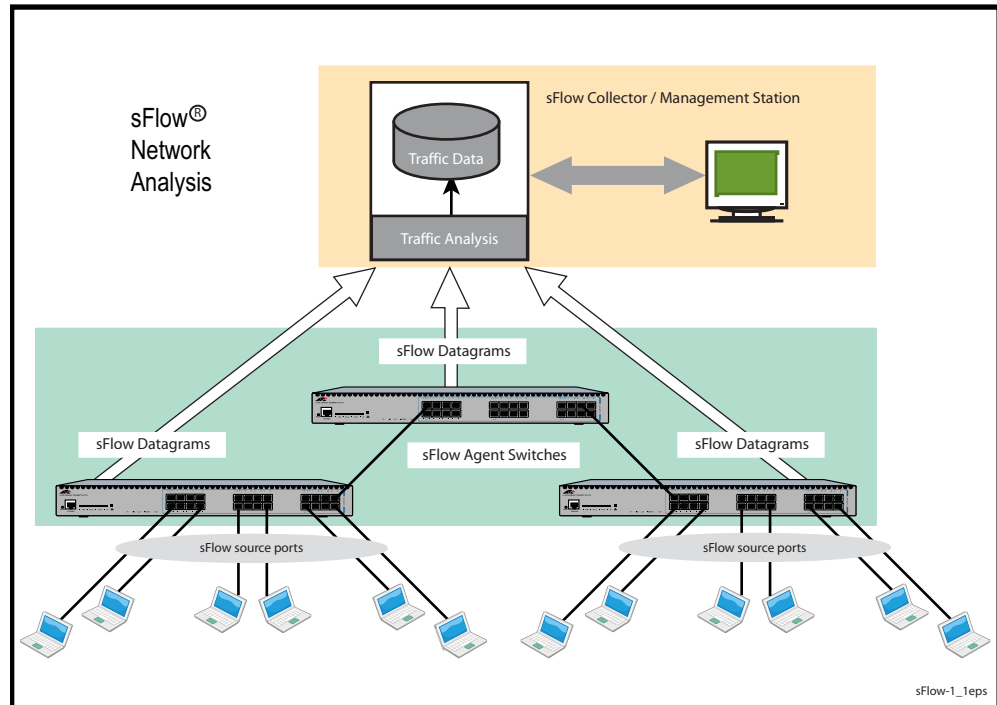 sFlow®
Network
Analysis
sFlow Collector / Management Station
Traffic Data
Traffic Analysis
sFlow Datagrams
sFlow Datagrams
sFlow Agent Switches
sFlow Datagrams
sFlow source ports
sFlow source ports
sFlow-1_1eps